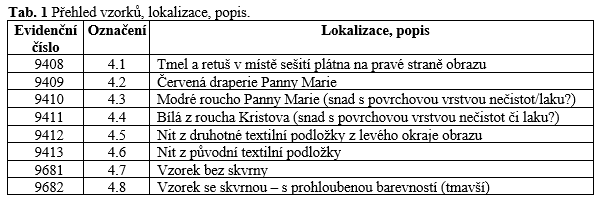 Tab. 1 Přehled vzorků, lokalizace, popis.
Evidenční číslo Označení Lokalizace, popis
9408 4.1 Tmel a retuš v místě sešití plátna na pravé straně obrazu
9409 4.2 Červená draperie Panny Marie
9410 4.3 Modré roucho Panny Marie (snad s povrchovou vrstvou nečistot/laku?)
9411 4.4 Bílá z roucha Kristova (snad s povrchovou vrstvou nečistot či laku?)
9412 4.5 Nit z druhotné textilní podložky z levého okraje obrazu
9413 4.6 Nit z původní textilní podložky
9681 4.7 Vzorek bez skvrny
9682 4.8 Vzorek se skvrnou – s prohloubenou barevností (tmavší)